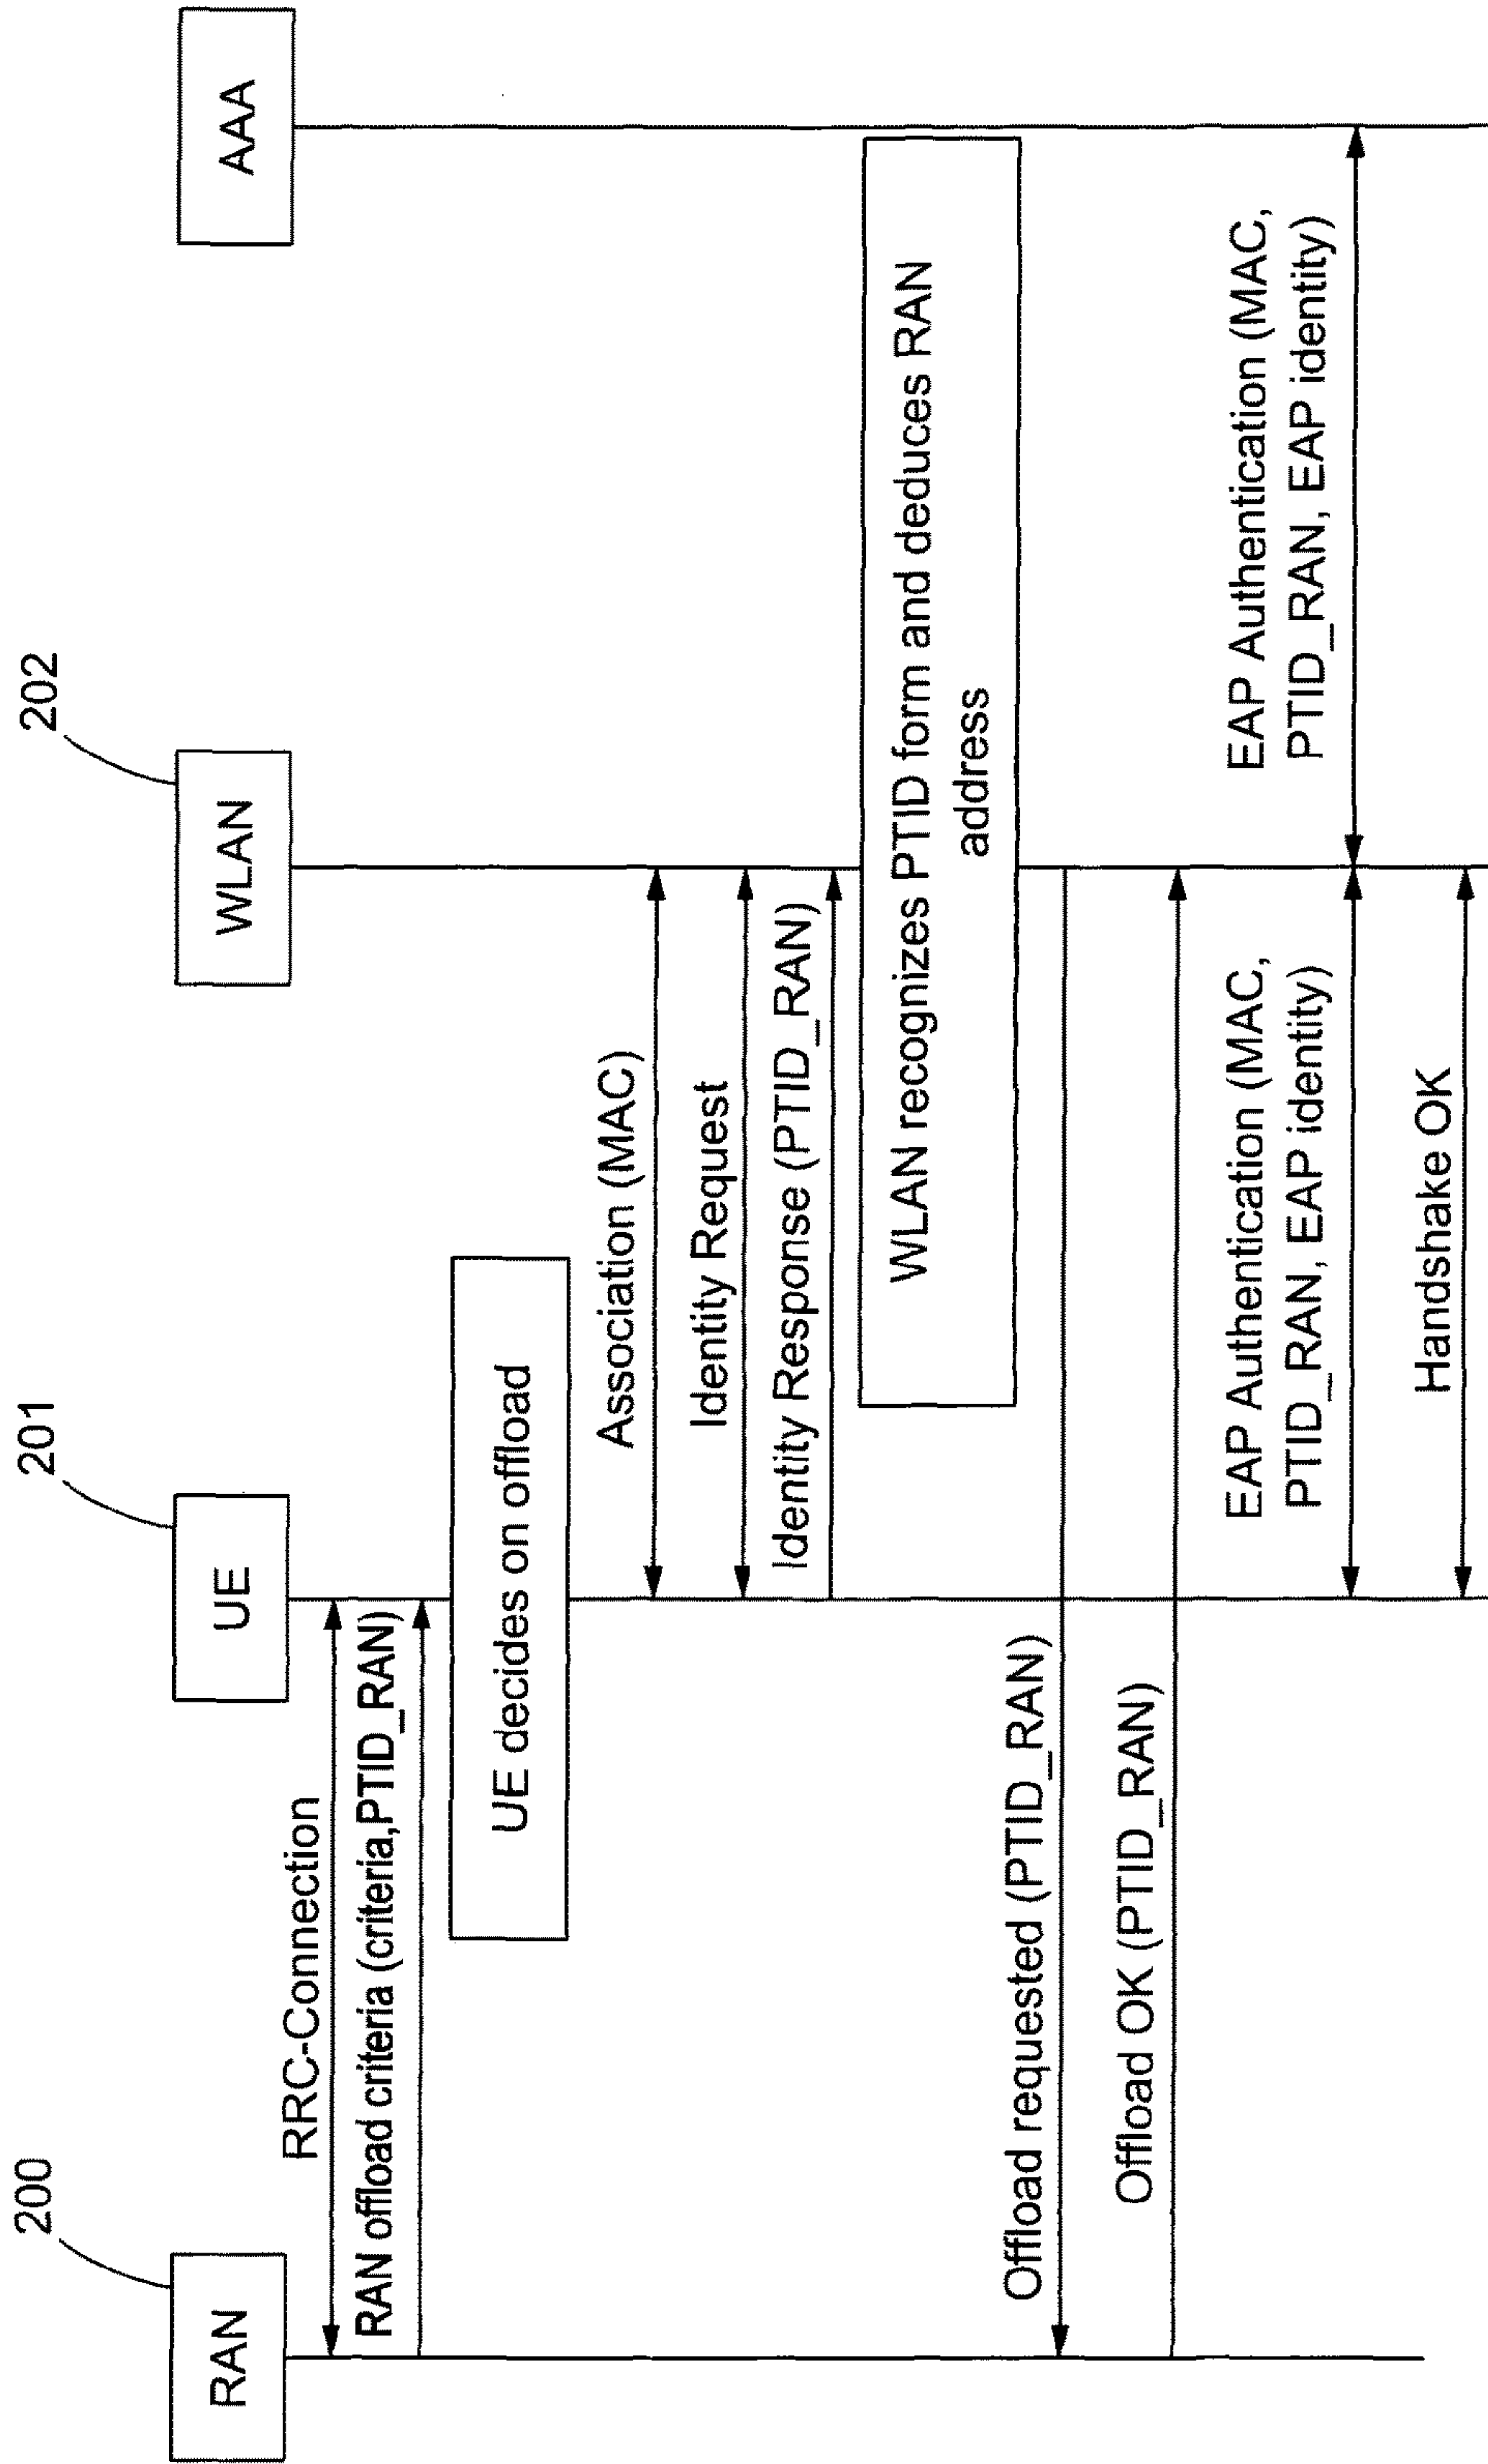 200
201
202
RAN
UE
WLAN
AAA
RRC-Connection
RAN offload criteria (criteria,PTID_RAN)
UE decides on offload
Association (MAC)
Identity Request
Identity Response (PTID_RAN)
WLAN recognizes PTID form and deduces RAN
address
Offload requested (PTID_RAN)
Offload OK (PTID_RAN)
EAP Authentication (MAC,
PTID_RAN, EAP identity)
EAP Authentication (MAC,
PTID_RAN, EAP identity)
Handshake OK